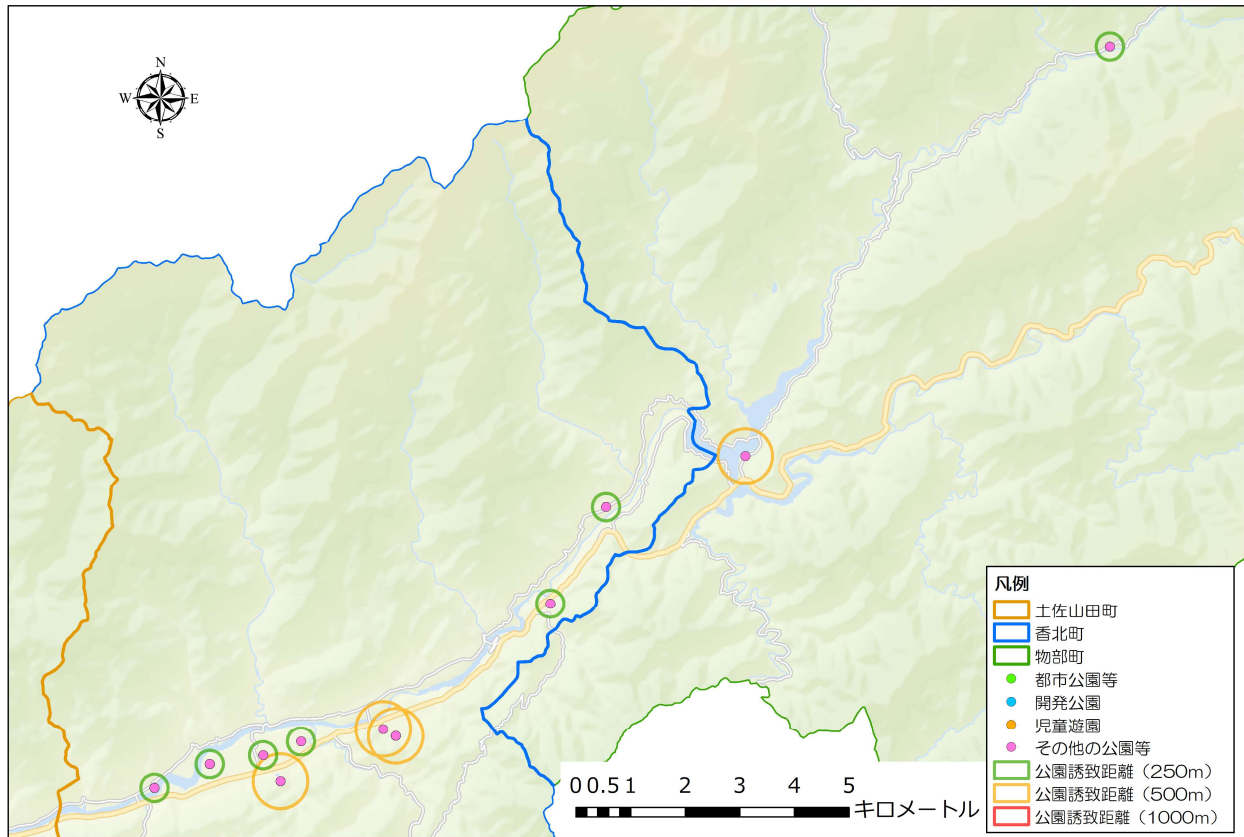 N
W E
S
凡例
土佐山田町
香北町
物部町
都市公園等
開発公園
児童遊園
その他の公園等
公園誘致距離（250m）
公園誘致距離（500m）
公園誘致距離（1000m）
0 0.5 1 2 3 4 5 キロメートル